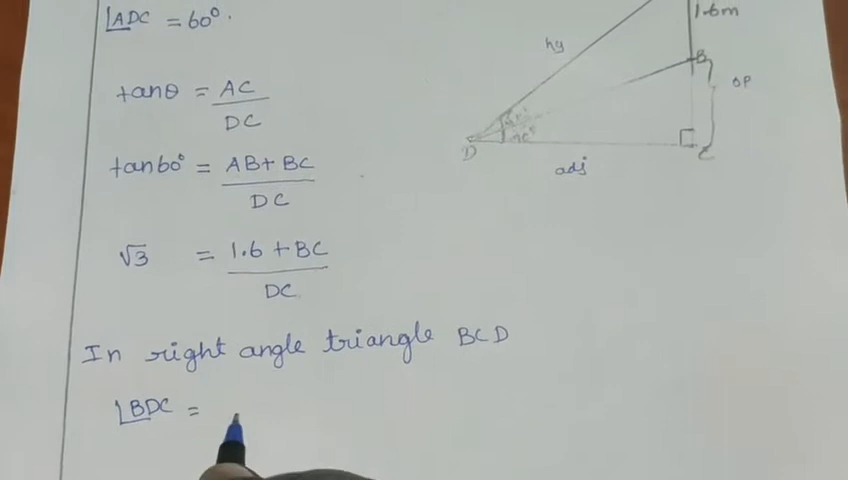 ∠ADC = 60°.
tanθ = AC / DC
tan60° = AB + BC / DC
√3 = 1.6 + BC / DC
In right angle triangle BCD
∠BDC =
1.6m
hy
B
OP
D
C
adj